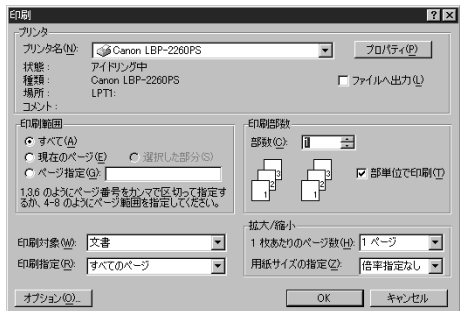 印刷
プリンタ
プリンタ名(N): Canon LBP-2260PS プロパティ(P)
状態: アイドリング中
種類: Canon LBP-2260PS ファイルへ出力(L)
場所: LPT1:
コメント:
印刷範囲
すべて(A)
現在のページ(E) 選択した部分(S)
ページ指定(G):
1,3,6 のようにページ番号をカンマで区切って指定す
るか、4-8 のようにページ範囲を指定してください。
印刷部数
部数(C): 1
1 2 3 1 2 3
部単位で印刷(T)
印刷対象(W): 文書
印刷指定(R): すべてのページ
拡大/縮小
1 枚あたりのページ数(H): 1 ページ
用紙サイズの指定(Z): 倍率指定なし
オプション(O)... OK キャンセル